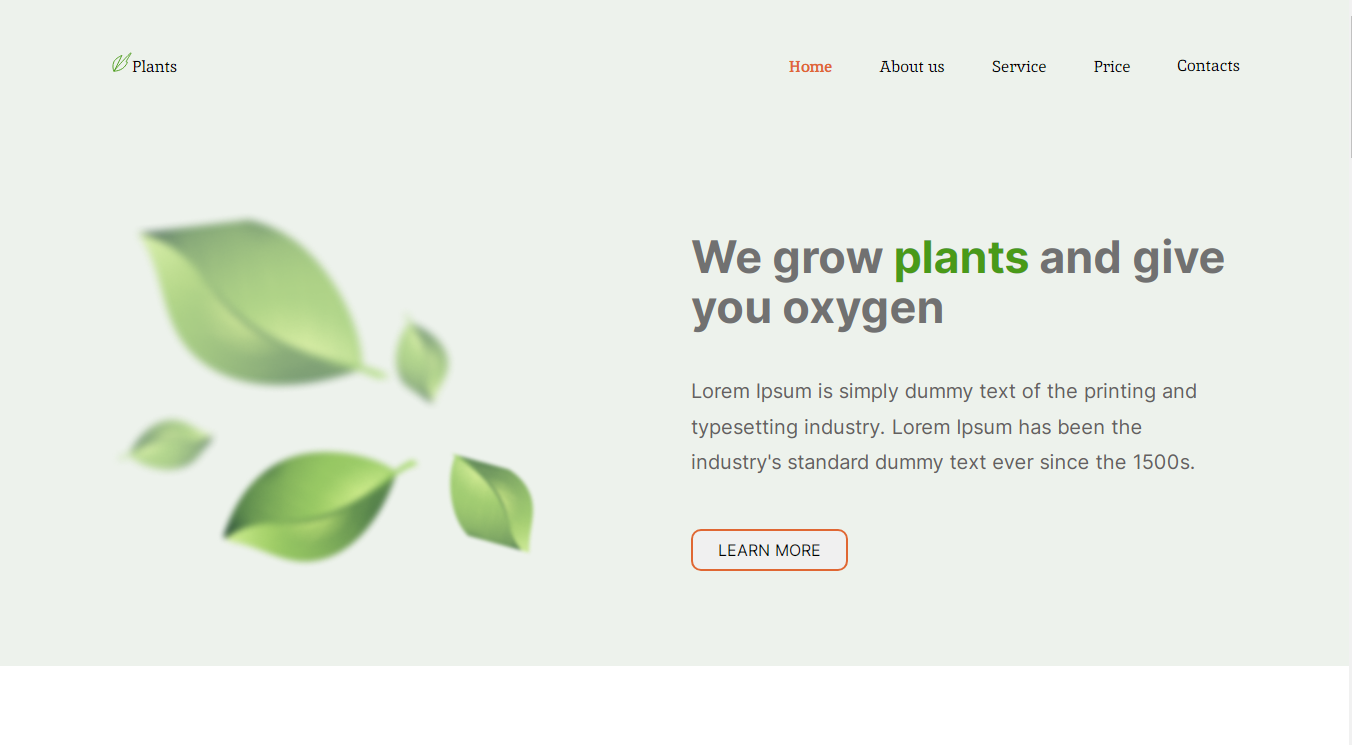 Plants
Home About us Service Price Contacts
We grow plants and give
you oxygen
Lorem Ipsum is simply dummy text of the printing and
typesetting industry. Lorem Ipsum has been the
industry's standard dummy text ever since the 1500s.
LEARN MORE